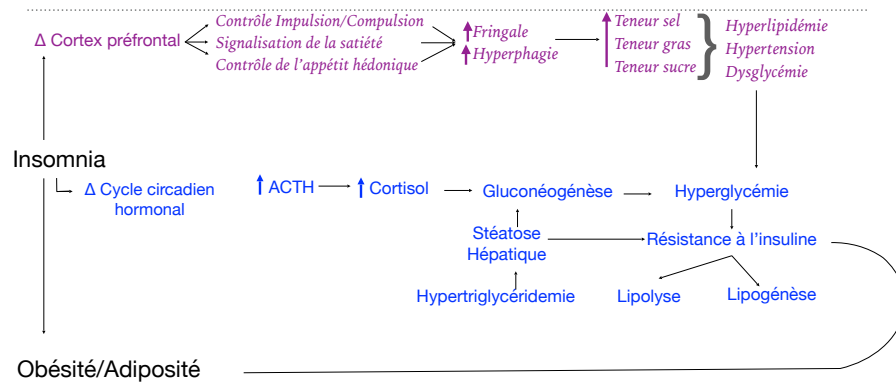 Contrôle Impulsion/Compulsion
Δ Cortex préfrontal
Signalisation de la satiété
Contrôle de l'appétit hédonique
Fringale
Hyperphagie
Teneur sel
Teneur gras
Teneur sucre
}
Hyperlipidémie
Hypertension
Dysglycémie
Insomnia
Δ Cycle circadien
hormonal
ACTH
Cortisol
Gluconéogénèse
Hyperglycémie
Stéatose
Hépatique
Résistance à l'insuline
Hypertriglycéridemie
Lipolyse
Lipogénèse
Obésité/Adiposité